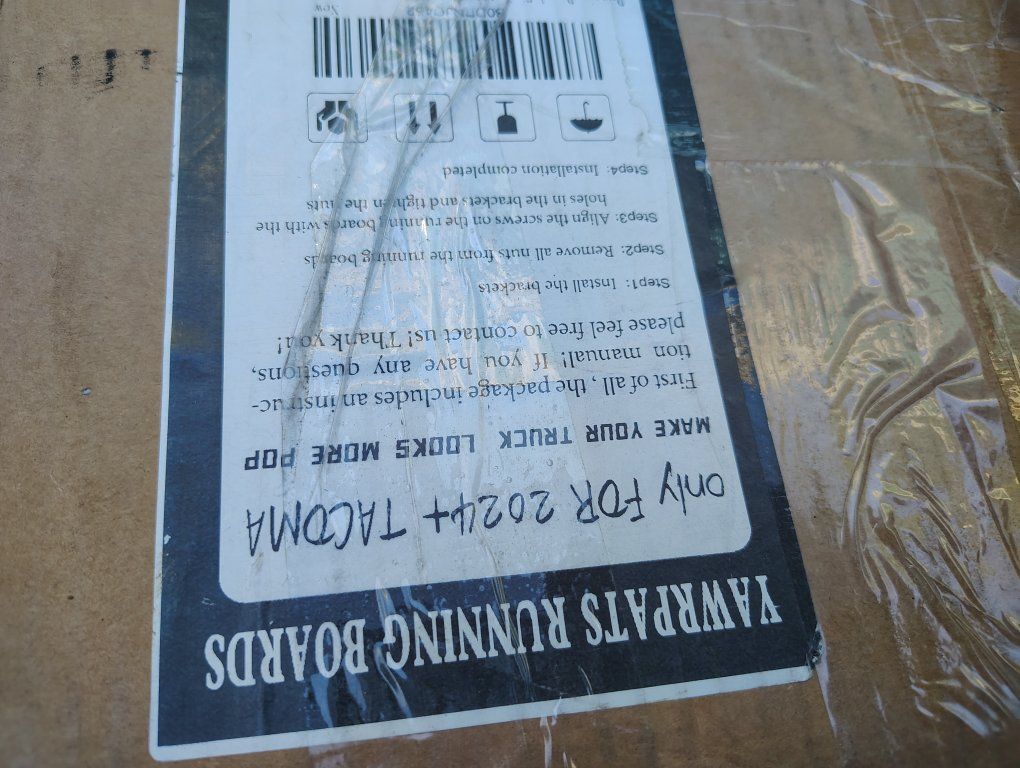 YAWRPATS RUNNING BOARDS
only FOR 2024+ TACOMA
MAKE YOUR TRUCK LOOKS MORE POP
First of all , the package includes an instruc-
tion manual! If you have any questions,
please feel free to contact us! Thank you!
Step1: Install the brackets
Step2: Remove all nuts from the running boards
Step3: Align the screws on the running boards with the
holes in the brackets and tighten the nuts
Step4: Installation completed